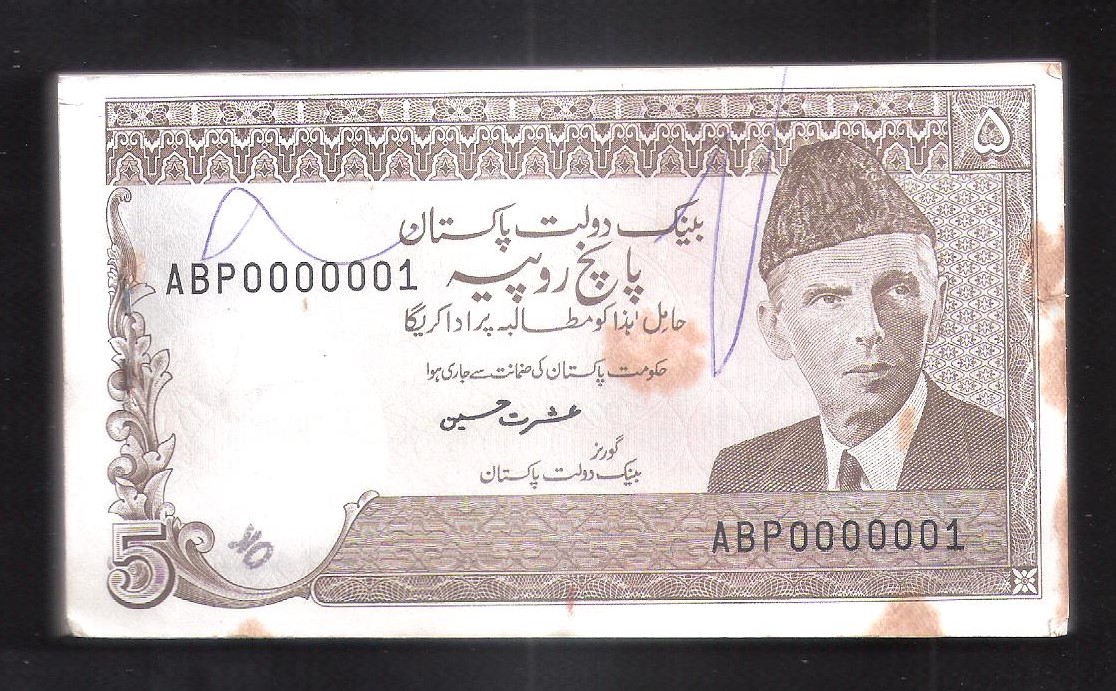 ۵
بینک دولت پاکستان
پانچ روپیہ
ABP0000001
حامل ہٰذا کو مطالبہ پر ادا کریگا
حکومت پاکستان کی ضمانت سے جاری ہوا
عشرت حسین
گورنر
بینک دولت پاکستان
ABP0000001
5